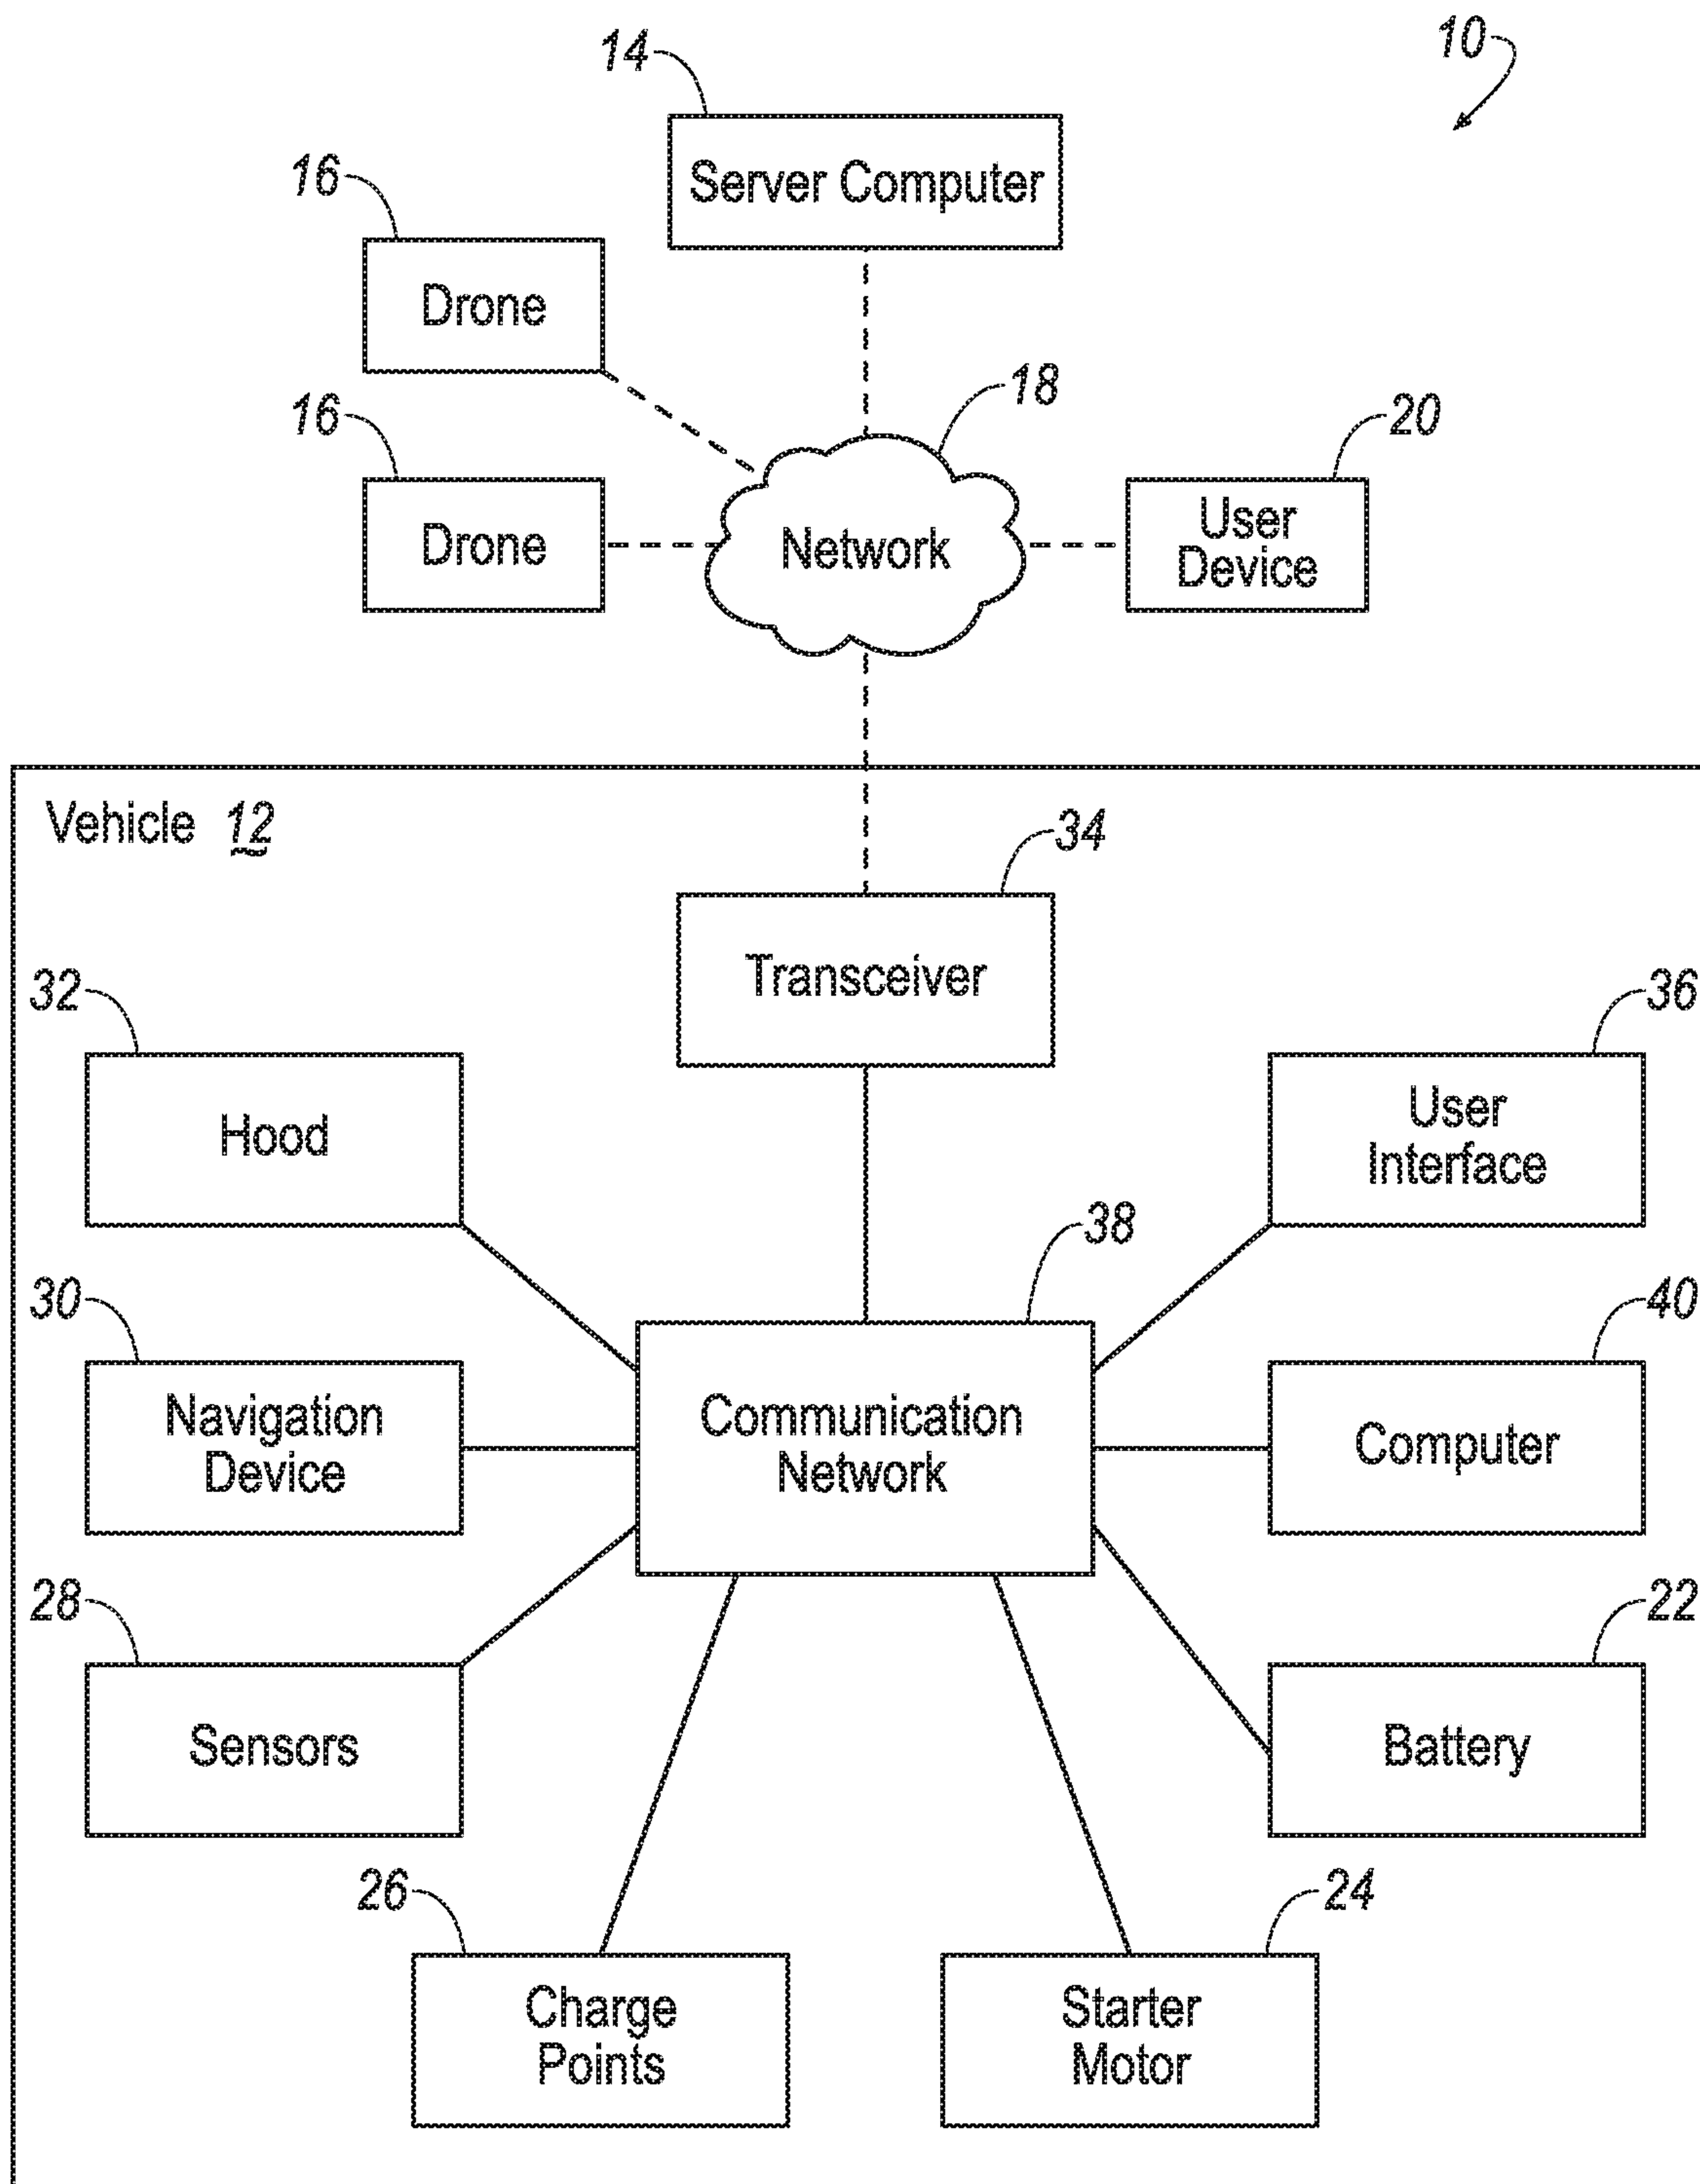 10
14
Server Computer
16
Drone
18
16
20
Drone
Network
User
Device
Vehicle 12
34
Transceiver
32
36
Hood
User
Interface
38
30
40
Navigation
Device
Communication
Network
Computer
28
22
Sensors
Battery
26
24
Charge
Points
Starter
Motor